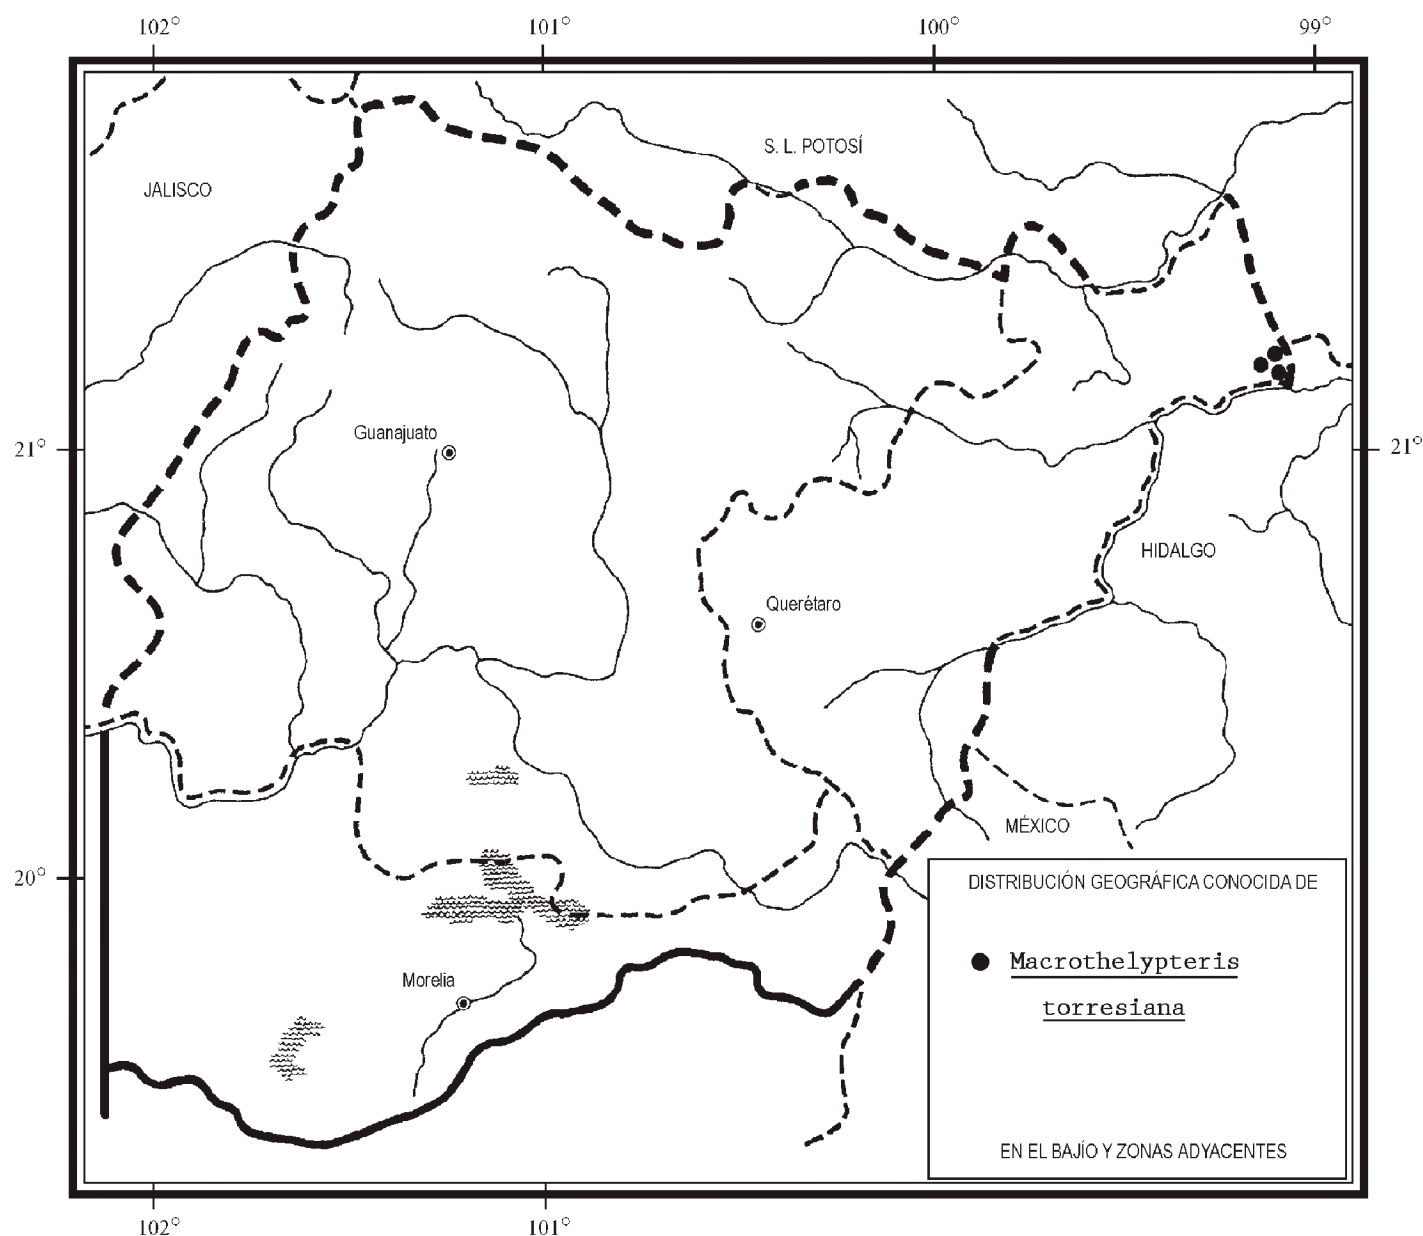 102° 101° 100° 99°
S. L. POTOSÍ
JALISCO
Guanajuato
21° 21°
HIDALGO
Querétaro
MÉXICO
20°
DISTRIBUCIÓN GEOGRÁFICA CONOCIDA DE
Macrothelypteris
torresiana
Morelia
EN EL BAJÍO Y ZONAS ADYACENTES
102° 101°